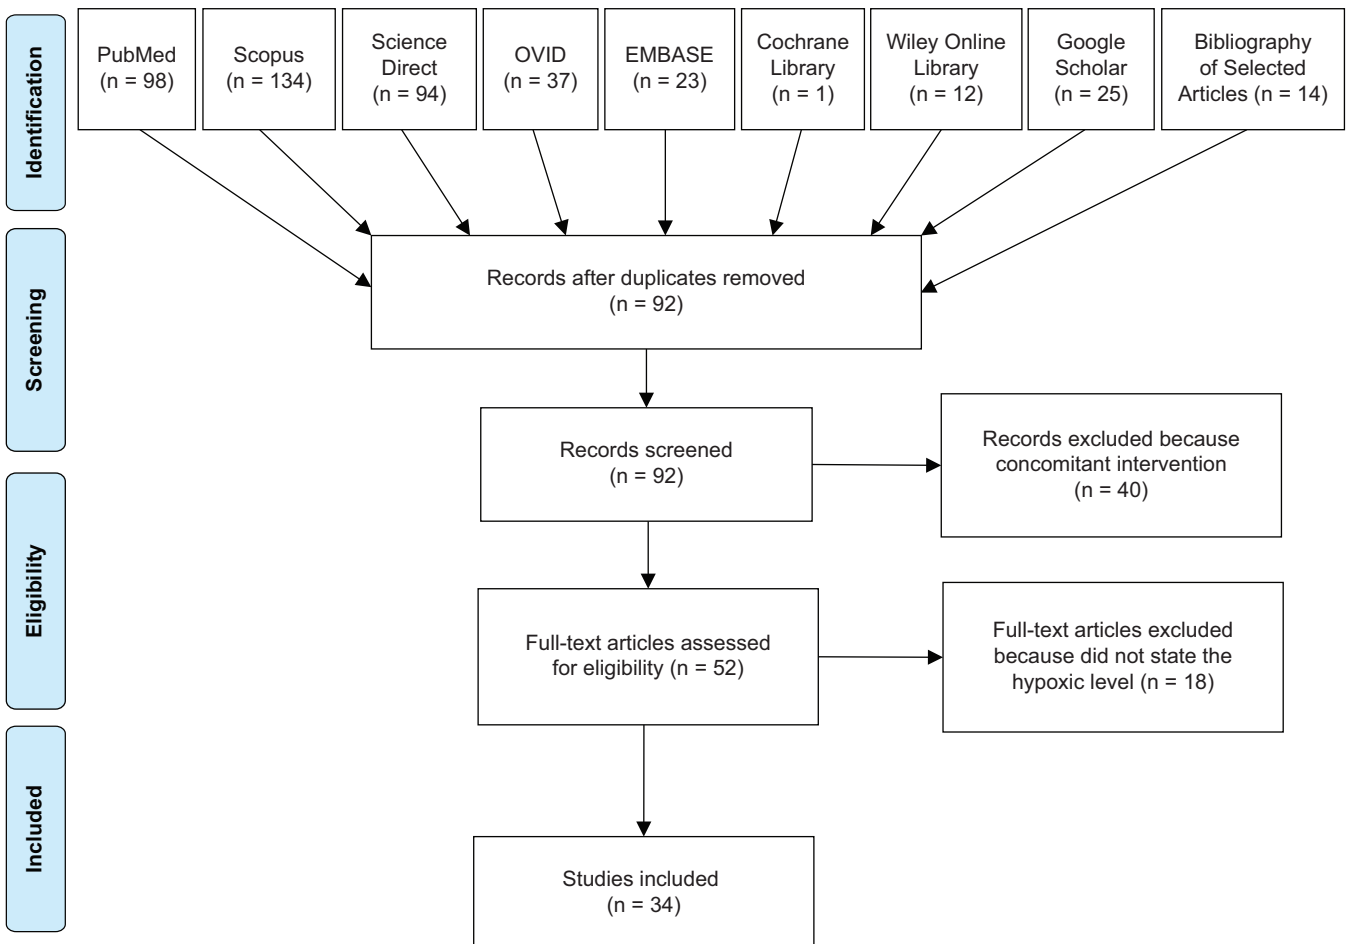 Identification
PubMed
(n = 98)
Scopus
(n = 134)
Science
Direct
(n = 94)
OVID
(n = 37)
EMBASE
(n = 23)
Cochrane
Library
(n = 1)
Wiley Online
Library
(n = 12)
Google
Scholar
(n = 25)
Bibliography
of Selected
Articles (n = 14)
Screening
Records after duplicates removed
(n = 92)
Records screened
(n = 92)
Records excluded because
concomitant intervention
(n = 40)
Eligibility
Full-text articles assessed
for eligibility (n = 52)
Full-text articles excluded
because did not state the
hypoxic level (n = 18)
Included
Studies included
(n = 34)